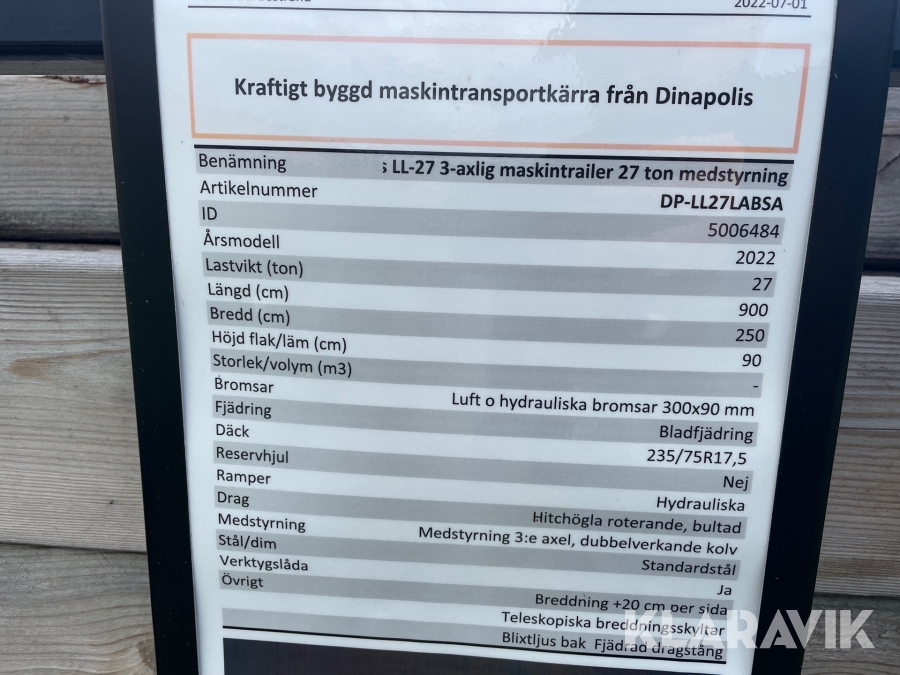 2022-07-01
Kraftigt byggd maskintransportkärra från Dinapolis
Benämning LL-27 3-axlig maskintrailer 27 ton medstyrning
Artikelnummer DP-LL27LABSA
ID 5006484
Årsmodell 2022
Lastvikt (ton) 27
Längd (cm) 900
Bredd (cm) 250
Höjd flak/läm (cm) 90
Storlek/volym (m3) -
Bromsar Luft o hydrauliska bromsar 300x90 mm
Fjädring Bladfjädring
Däck 235/75R17,5
Reservhjul Nej
Ramper Hydrauliska
Drag Hitchögla roterande, bultad
Medstyrning Medstyrning 3:e axel, dubbelverkande kolv
Stål/dim Standardstål
Verktygslåda Ja
Övrigt Breddning +20 cm per sida
Teleskopiska breddningsskyltar
Blixtljus bak Fjädrad dragstång
KLARAVIK